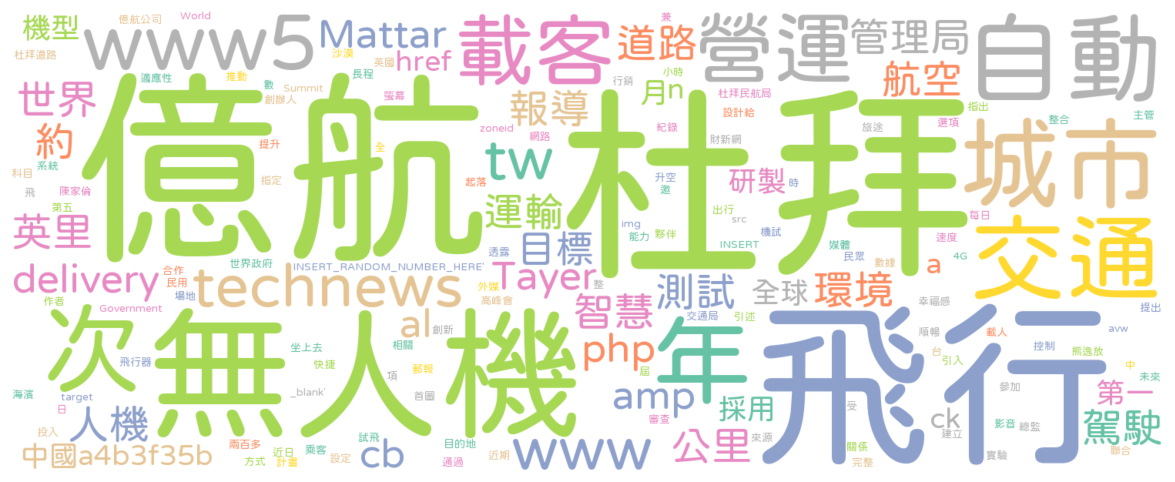 億航公司 World
機型 www5 Mattar 載客 道路 營運 管理局 自動
杜拜道路 沙漠 英國 href 兼 小時 行銷
世界 適應性 推動 數 長程 Summit 創辦人 螢幕 報導 月n 杜拜民航局 設計給 航空 指出 整合 主管
約 提升 系統 科目 指定 億航 zoneid 網路 tw 杜拜 紀錄 財新網 旅途 選項 城市
飛 陳家倫 第五 運輸 升空 邀 研製 時
英里 全 起落 目標 出行 src 每日 速度 交通
透露 img 能力 夥伴 機試 INSERT 媒體 民眾
delivery 合作 民用 場地 世界政府 INSERT_RANDOM_NUMBER_HERE` 外媒 Tayer 整 測試 全球 數據 環境 a 4G
作者 Government technews 高峰會 智慧 交通局 引述 幸福感 提出
次 無人機 al 創新 php 年 飛行 順暢 載人 avw
飛行器 坐上去 快捷 相關 郵報 屆 台 引入 控制 熊逸放 中 未來
海濱 target _blank` 項 首圖 amp 採用 參加 第一
日 人機 審查 受 ck 建立 影音 總監 駕駛
投入 兩百多 近日 乘客 試飛 目的地 www 公里 來源 關係
中國 a4b3f35b 方式 計畫 設定 cb 通過 近期 完整 實驗 聯合